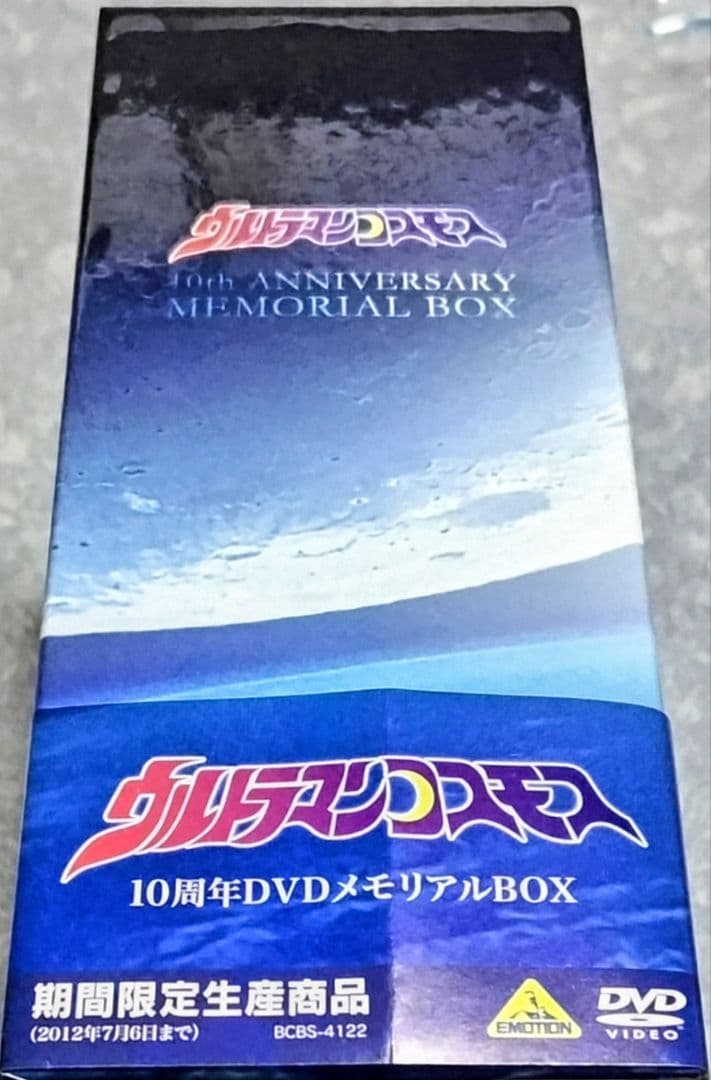 ウルトラマンコスモス
10th ANNIVERSARY
MEMORIAL BOX
ウルトラマンコスモス
10周年DVDメモリアルBOX
期間限定生産商品
(2012年7月6日まで)
BCBS-4122
EMOTION
DVD
VIDEO